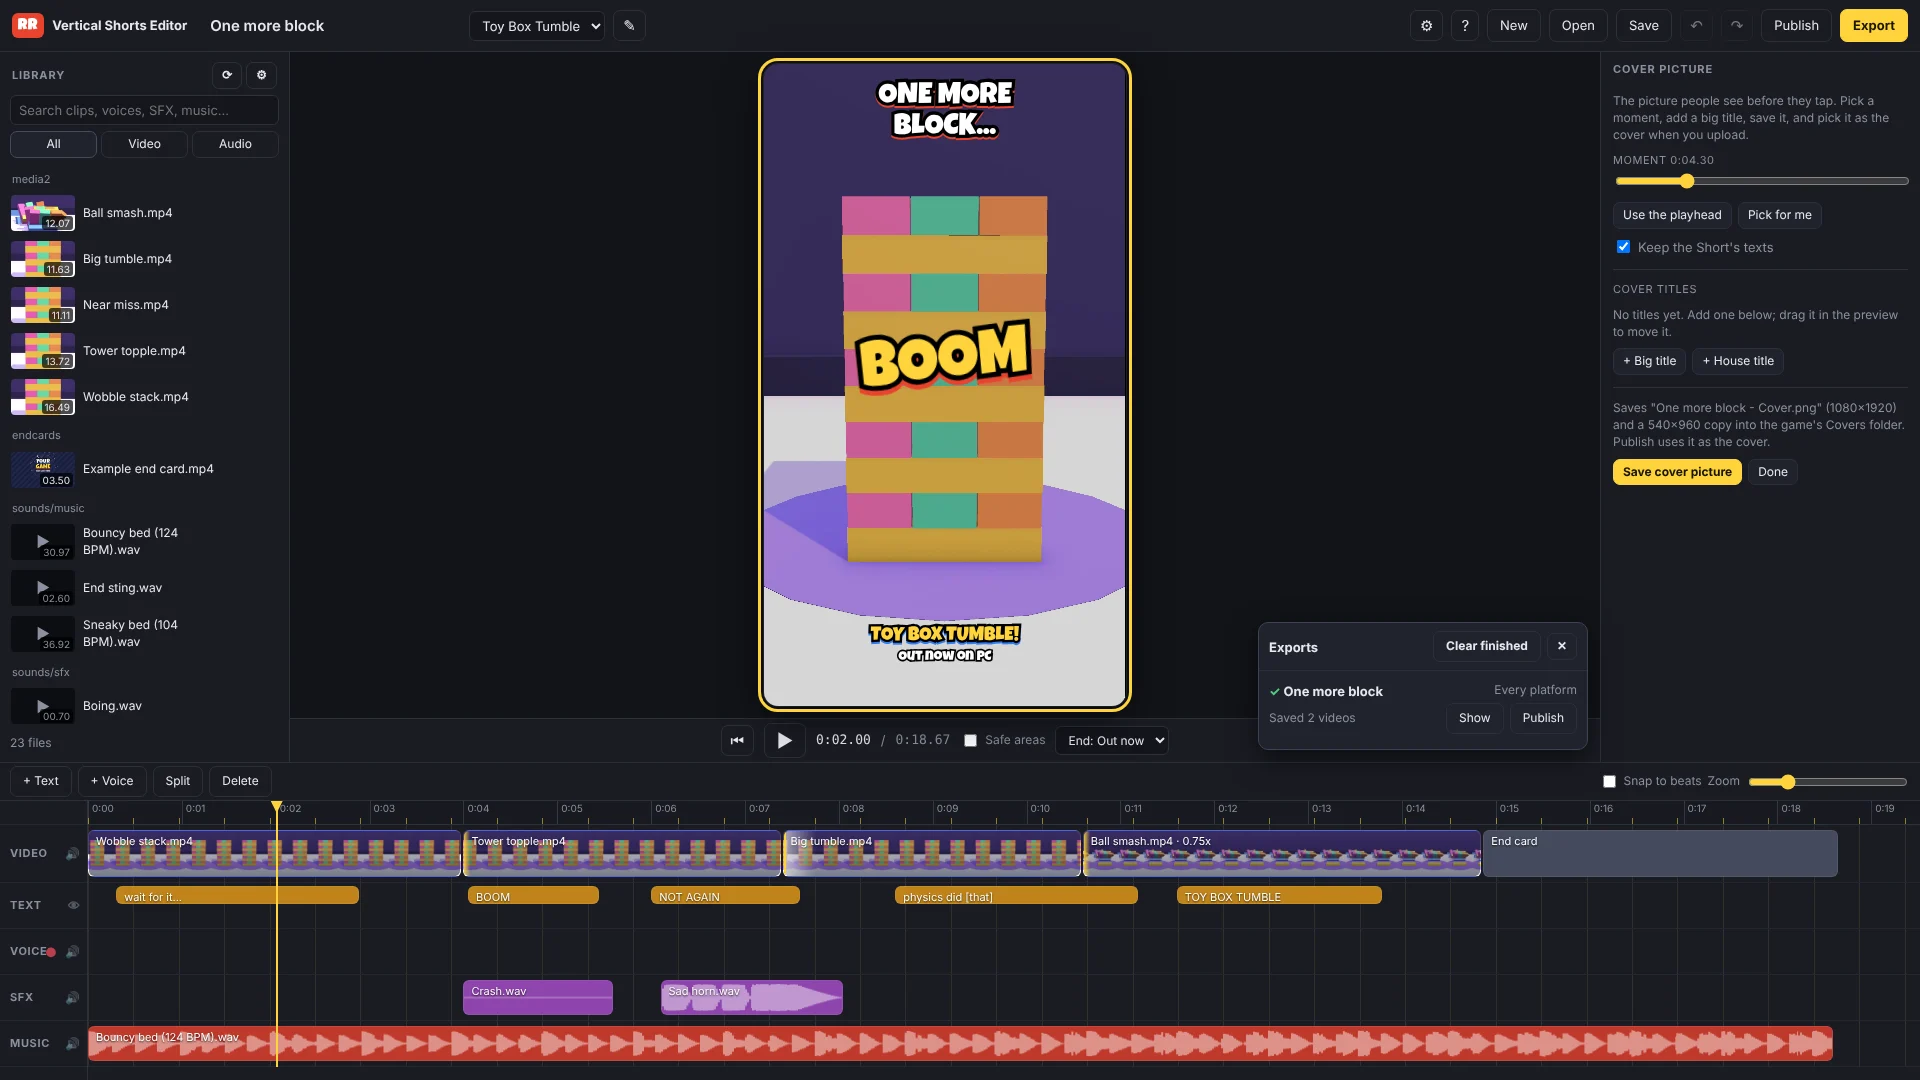 RR Vertical Shorts Editor One more block Toy Box Tumble ✎ ⚙ ? New Open Save ↶ ↷ Publish Export
LIBRARY ⟳ ⚙
Search clips, voices, SFX, music...
All Video Audio
media2
12.07 Ball smash.mp4
11.63 Big tumble.mp4
11.11 Near miss.mp4
13.72 Tower topple.mp4
16.49 Wobble stack.mp4
endcards
YOUR
GAME
03.50 Example end card.mp4
sounds/music
30.97 Bouncy bed (124
BPM).wav
02.60 End sting.wav
36.92 Sneaky bed (104
BPM).wav
sounds/sfx
00.70 Boing.wav
23 files
ONE MORE
BLOCK...
BOOM
TOY BOX TUMBLE!
OUT NOW ON PC
0:02.00 / 0:18.67 Safe areas End: Out now
COVER PICTURE
The picture people see before they tap. Pick a
moment, add a big title, save it, and pick it as the
cover when you upload.
MOMENT 0:04.30
Use the playhead Pick for me
Keep the Short's texts
COVER TITLES
No titles yet. Add one below; drag it in the preview
to move it.
+ Big title + House title
Saves "One more block - Cover.png" (1080×1920)
and a 540×960 copy into the game's Covers folder.
Publish uses it as the cover.
Save cover picture Done
Exports Clear finished ✕
✓ One more block Every platform
Saved 2 videos Show Publish
+ Text + Voice Split Delete Snap to beats Zoom
0:00 0:01 0:02 0:03 0:04 0:05 0:06 0:07 0:08 0:09 0:10 0:11 0:12 0:13 0:14 0:15 0:16 0:17 0:18 0:19
VIDEO Wobble stack.mp4 Tower topple.mp4 Big tumble.mp4 Ball smash.mp4 · 0.75x End card
TEXT wait for it... BOOM NOT AGAIN physics did [that] TOY BOX TUMBLE
VOICE
SFX Crash.wav Sad horn.wav
MUSIC Bouncy bed (124 BPM).wav